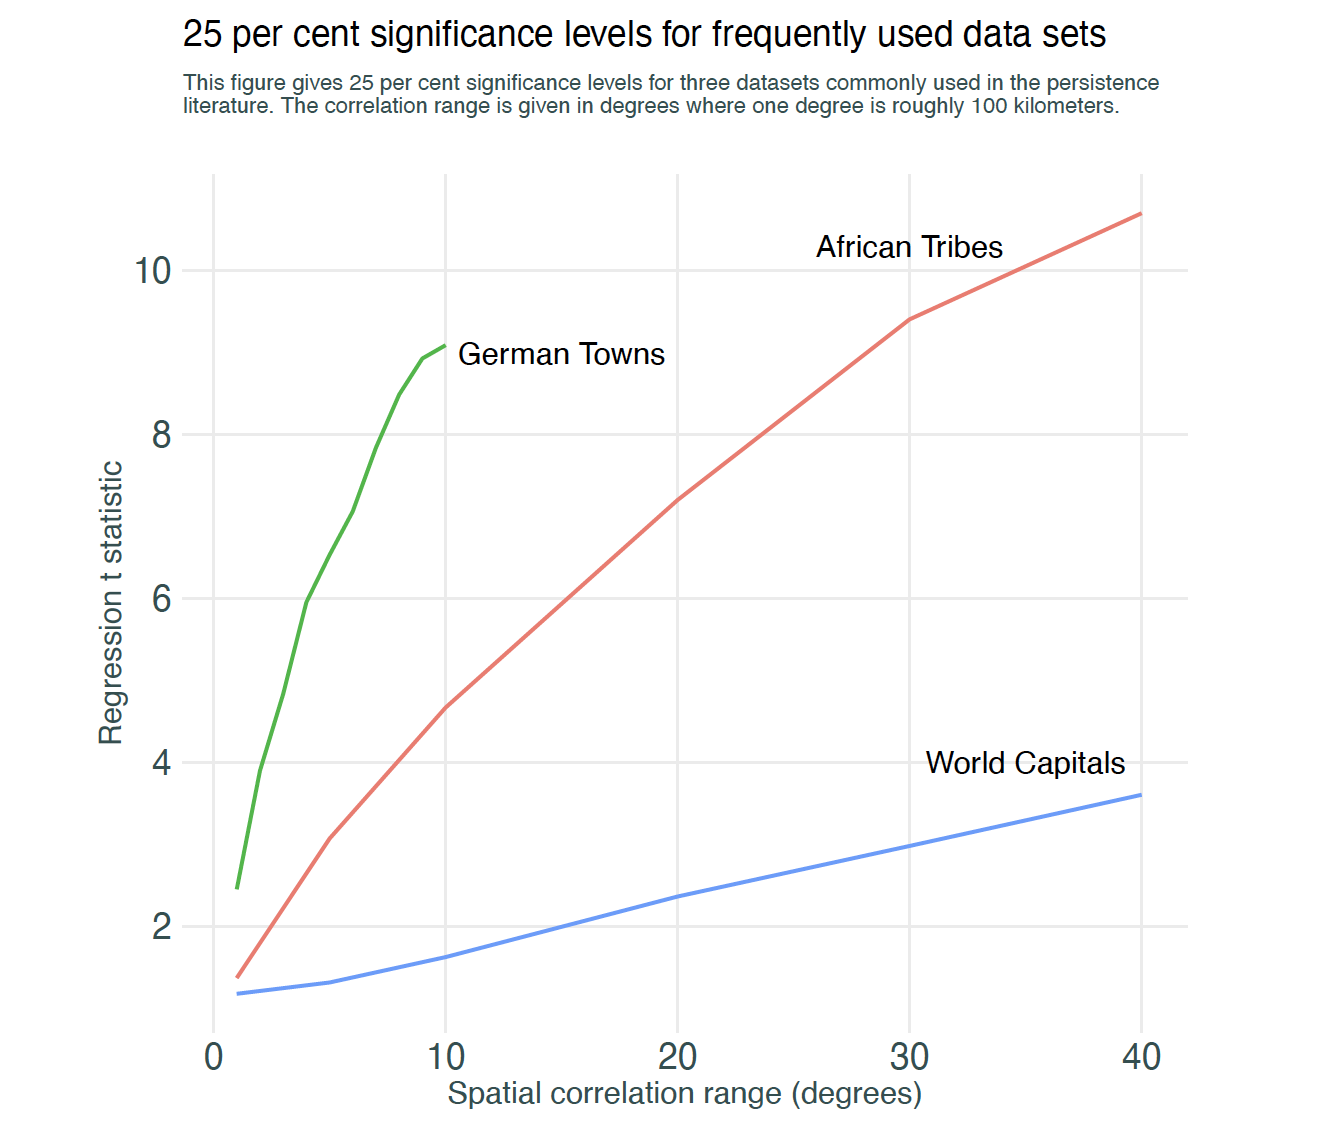 25 per cent significance levels for frequently used data sets
This figure gives 25 per cent significance levels for three datasets commonly used in the persistence
literature. The correlation range is given in degrees where one degree is roughly 100 kilometers.
African Tribes
German Towns
World Capitals
Regression t statistic
10
8
6
4
2
0
10
20
30
40
Spatial correlation range (degrees)